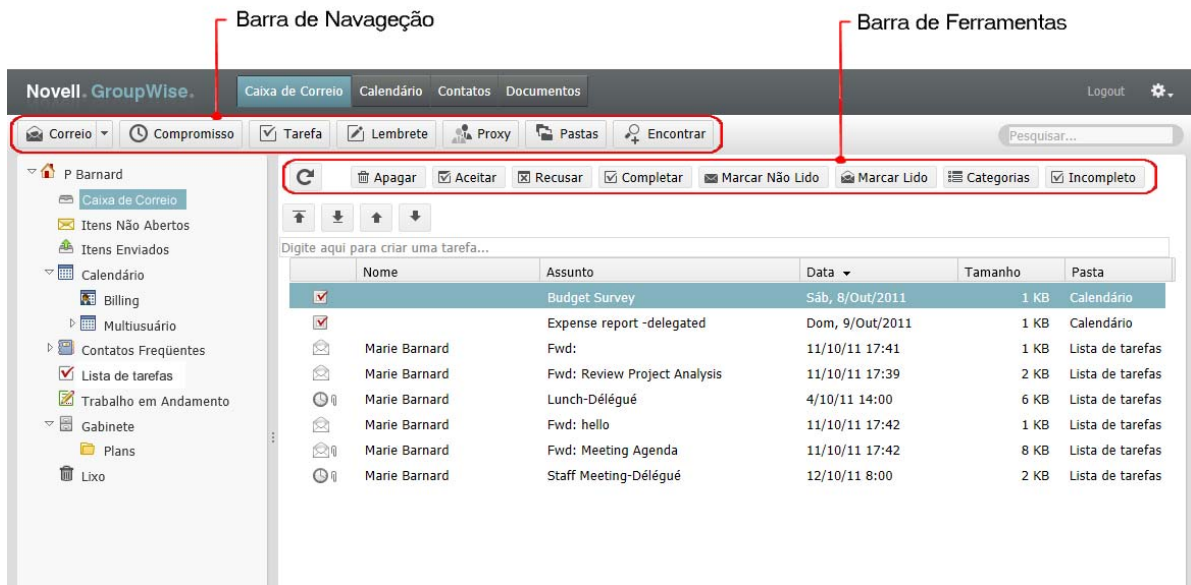 Barra de Navageção
Barra de Ferramentas
Novell. GroupWise. Caixa de Correio Calendário Contatos Documentos Logout
Correio Compromisso Tarefa Lembrete Proxy Pastas Encontrar Pesquisar...
P Barnard
Caixa de Correio
Itens Não Abertos
Itens Enviados
Calendário
Billing
Multiusuário
Contatos Freqüentes
Lista de tarefas
Trabalho em Andamento
Gabinete
Plans
Lixo
Apagar Aceitar Recusar Completar Marcar Não Lido Marcar Lido Categorias Incompleto
Digite aqui para criar uma tarefa...
Nome Assunto Data Tamanho Pasta
Budget Survey Sáb, 8/Out/2011 1 KB Calendário
Expense report -delegated Dom, 9/Out/2011 1 KB Calendário
Marie Barnard Fwd: 11/10/11 17:41 1 KB Lista de tarefas
Marie Barnard Fwd: Review Project Analysis 11/10/11 17:39 2 KB Lista de tarefas
Marie Barnard Lunch-Délégué 4/10/11 14:00 6 KB Lista de tarefas
Marie Barnard Fwd: hello 11/10/11 17:42 1 KB Lista de tarefas
Marie Barnard Fwd: Meeting Agenda 11/10/11 17:42 8 KB Lista de tarefas
Marie Barnard Staff Meeting-Délégué 12/10/11 8:00 2 KB Lista de tarefas